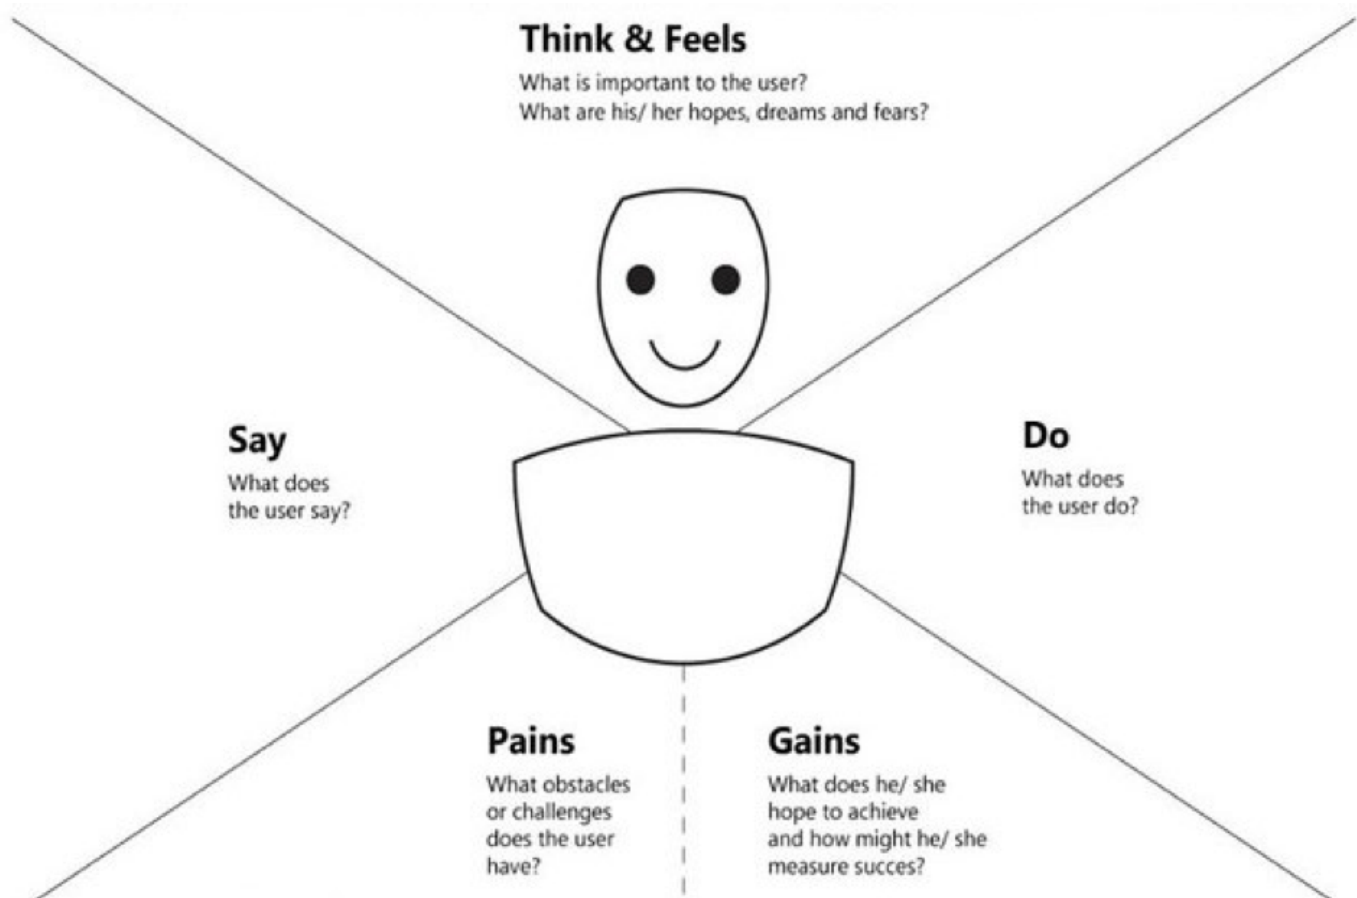 Think & Feels
What is important to the user?
What are his/ her hopes, dreams and fears?
Say
What does
the user say?
Do
What does
the user do?
Pains
What obstacles
or challenges
does the user
have?
Gains
What does he/ she
hope to achieve
and how might he/ she
measure succes?